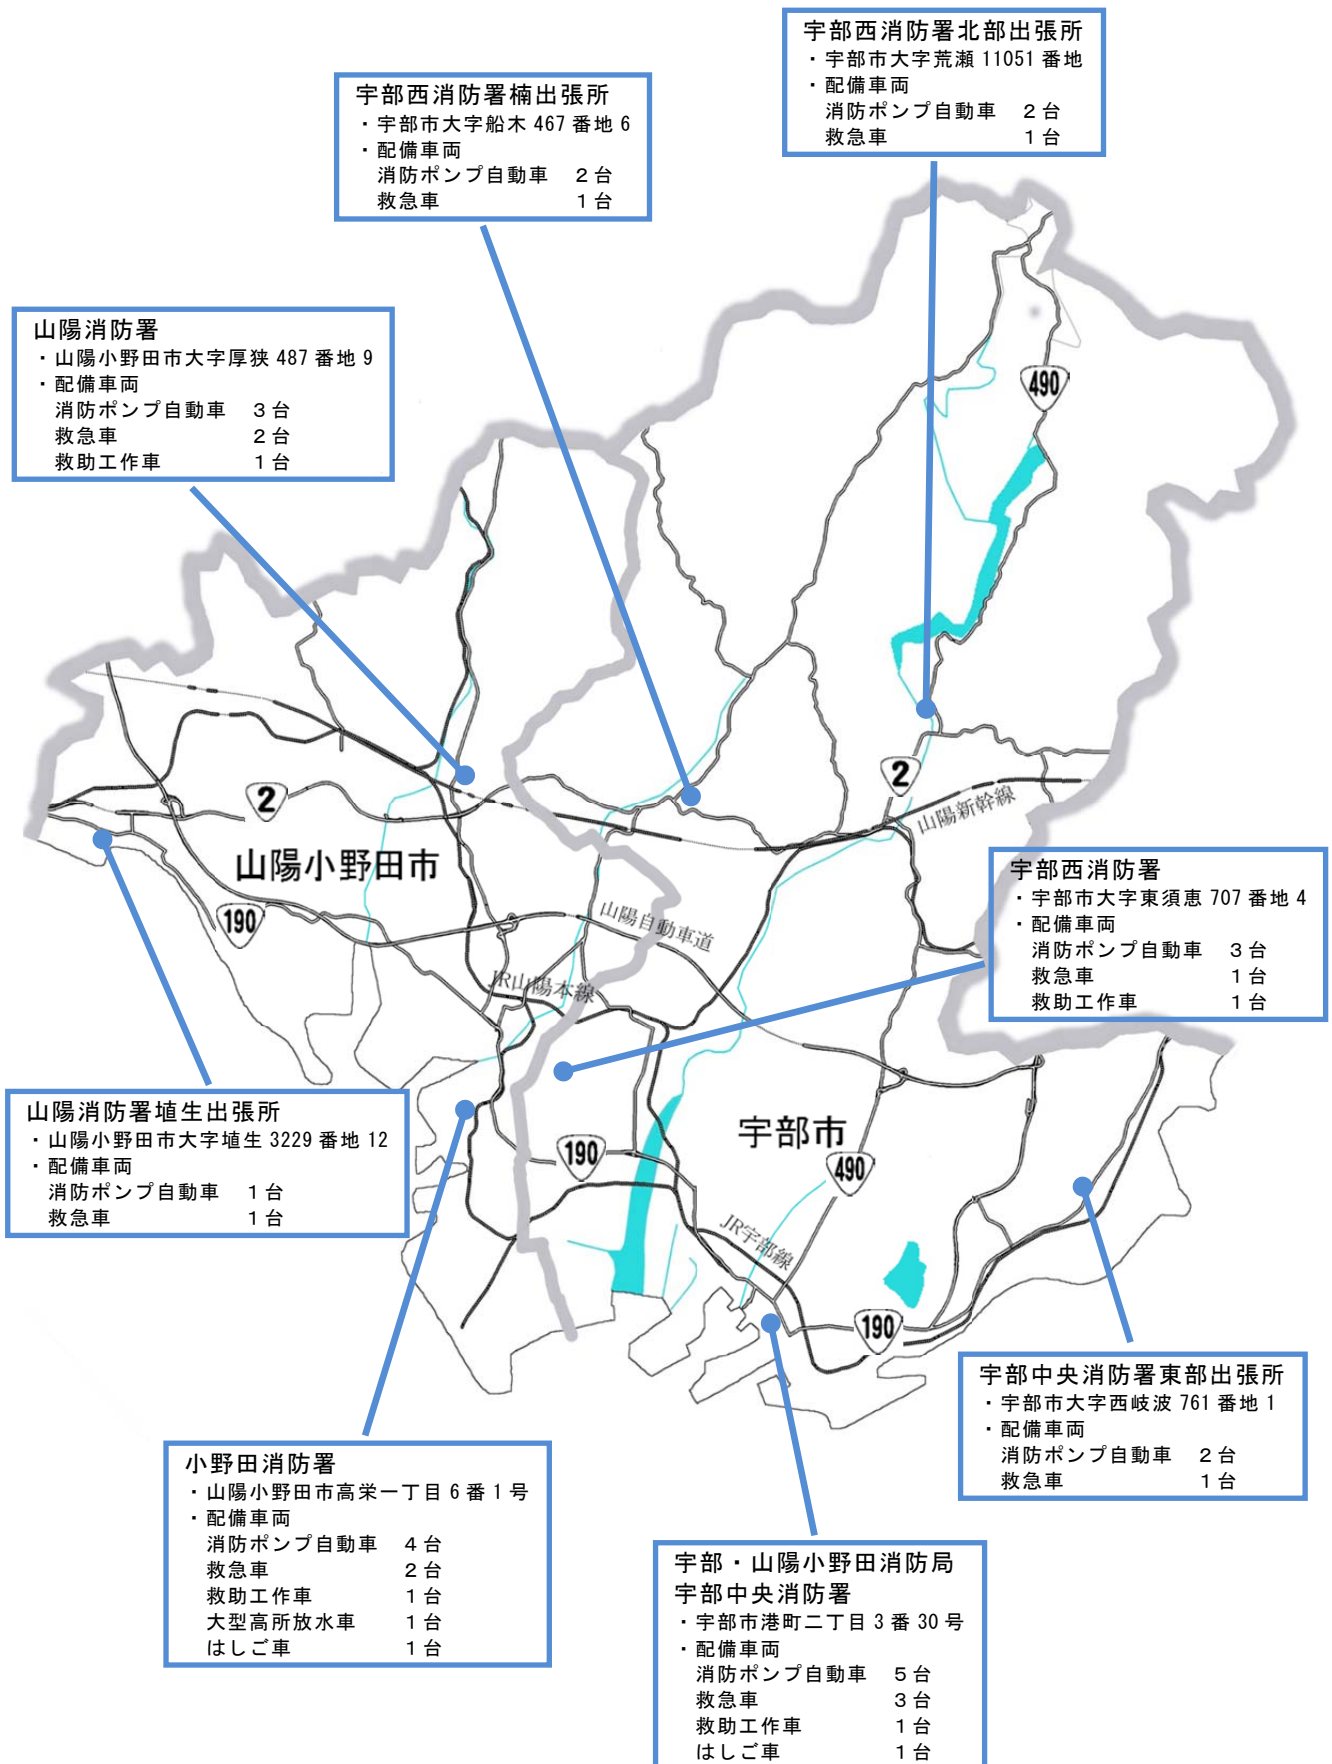 宇部西消防署北部出張所
・宇部市大字荒瀬 11051 番地
・配備車両
消防ポンプ自動車 2台
救急車 1台
宇部西消防署楠出張所
・宇部市大字船木 467 番地 6
・配備車両
消防ポンプ自動車 2台
救急車 1台
山陽消防署
・山陽小野田市大字厚狭 487 番地 9
・配備車両
消防ポンプ自動車 3台
救急車 2台
救助工作車 1台
490
2
2
山陽新幹線
山陽小野田市
190
山陽自動車道
JR山陽本線
宇部西消防署
・宇部市大字東須恵 707 番地 4
・配備車両
消防ポンプ自動車 3台
救急車 1台
救助工作車 1台
山陽消防署埴生出張所
・山陽小野田市大字埴生 3229 番地 12
・配備車両
消防ポンプ自動車 1台
救急車 1台
宇部市
190
490
JR宇部線
190
宇部中央消防署東部出張所
・宇部市大字西岐波 761 番地 1
・配備車両
消防ポンプ自動車 2台
救急車 1台
小野田消防署
・山陽小野田市高栄一丁目 6 番 1 号
・配備車両
消防ポンプ自動車 4台
救急車 2台
救助工作車 1台
大型高所放水車 1台
はしご車 1台
宇部・山陽小野田消防局
宇部中央消防署
・宇部市港町二丁目 3 番 30 号
・配備車両
消防ポンプ自動車 5台
救急車 3台
救助工作車 1台
はしご車 1台